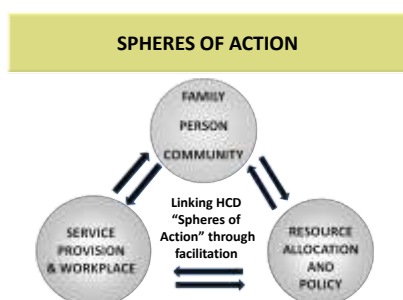 SPHERES OF ACTION
FAMILY
PERSON
COMMUNITY
Linking HCD
"Spheres of
Action" through
facilitation
SERVICE
PROVISION
& WORKPLACE
RESOURCE
ALLOCATION
AND
POLICY